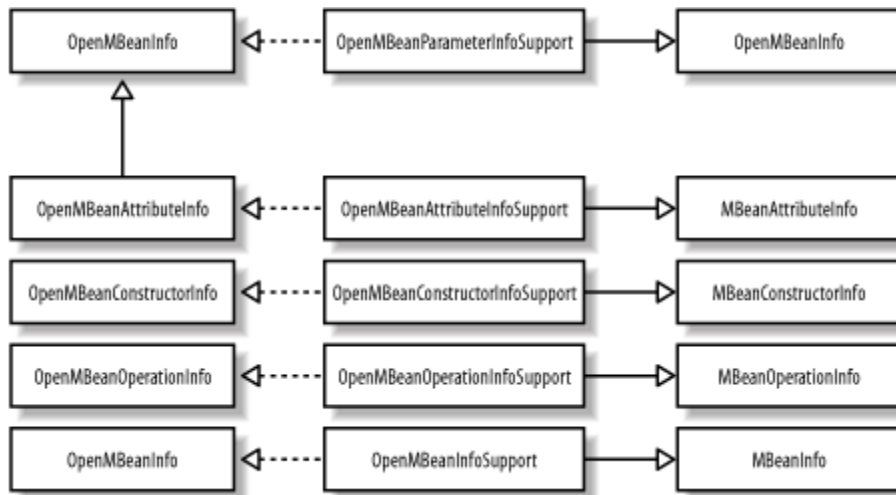 OpenMBeanInfo
OpenMBeanParameterInfoSupport
OpenMBeanInfo
OpenMBeanAttributeInfo
OpenMBeanAttributeInfoSupport
MBeanAttributeInfo
OpenMBeanConstructorInfo
OpenMBeanConstructorInfoSupport
MBeanConstructorInfo
OpenMBeanOperationInfo
OpenMBeanOperationInfoSupport
MBeanOperationInfo
OpenMBeanInfo
OpenMBeanInfoSupport
MBeanInfo